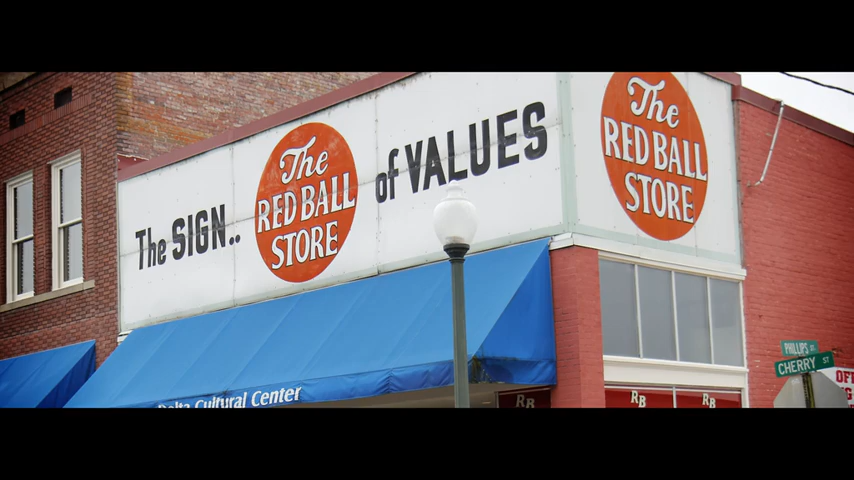 The SIGN..
The
RED BALL
STORE
of VALUES
The
RED BALL
STORE
Delta Cultural Center
RB
RB
RB
PHILLIPS ST
CHERRY ST